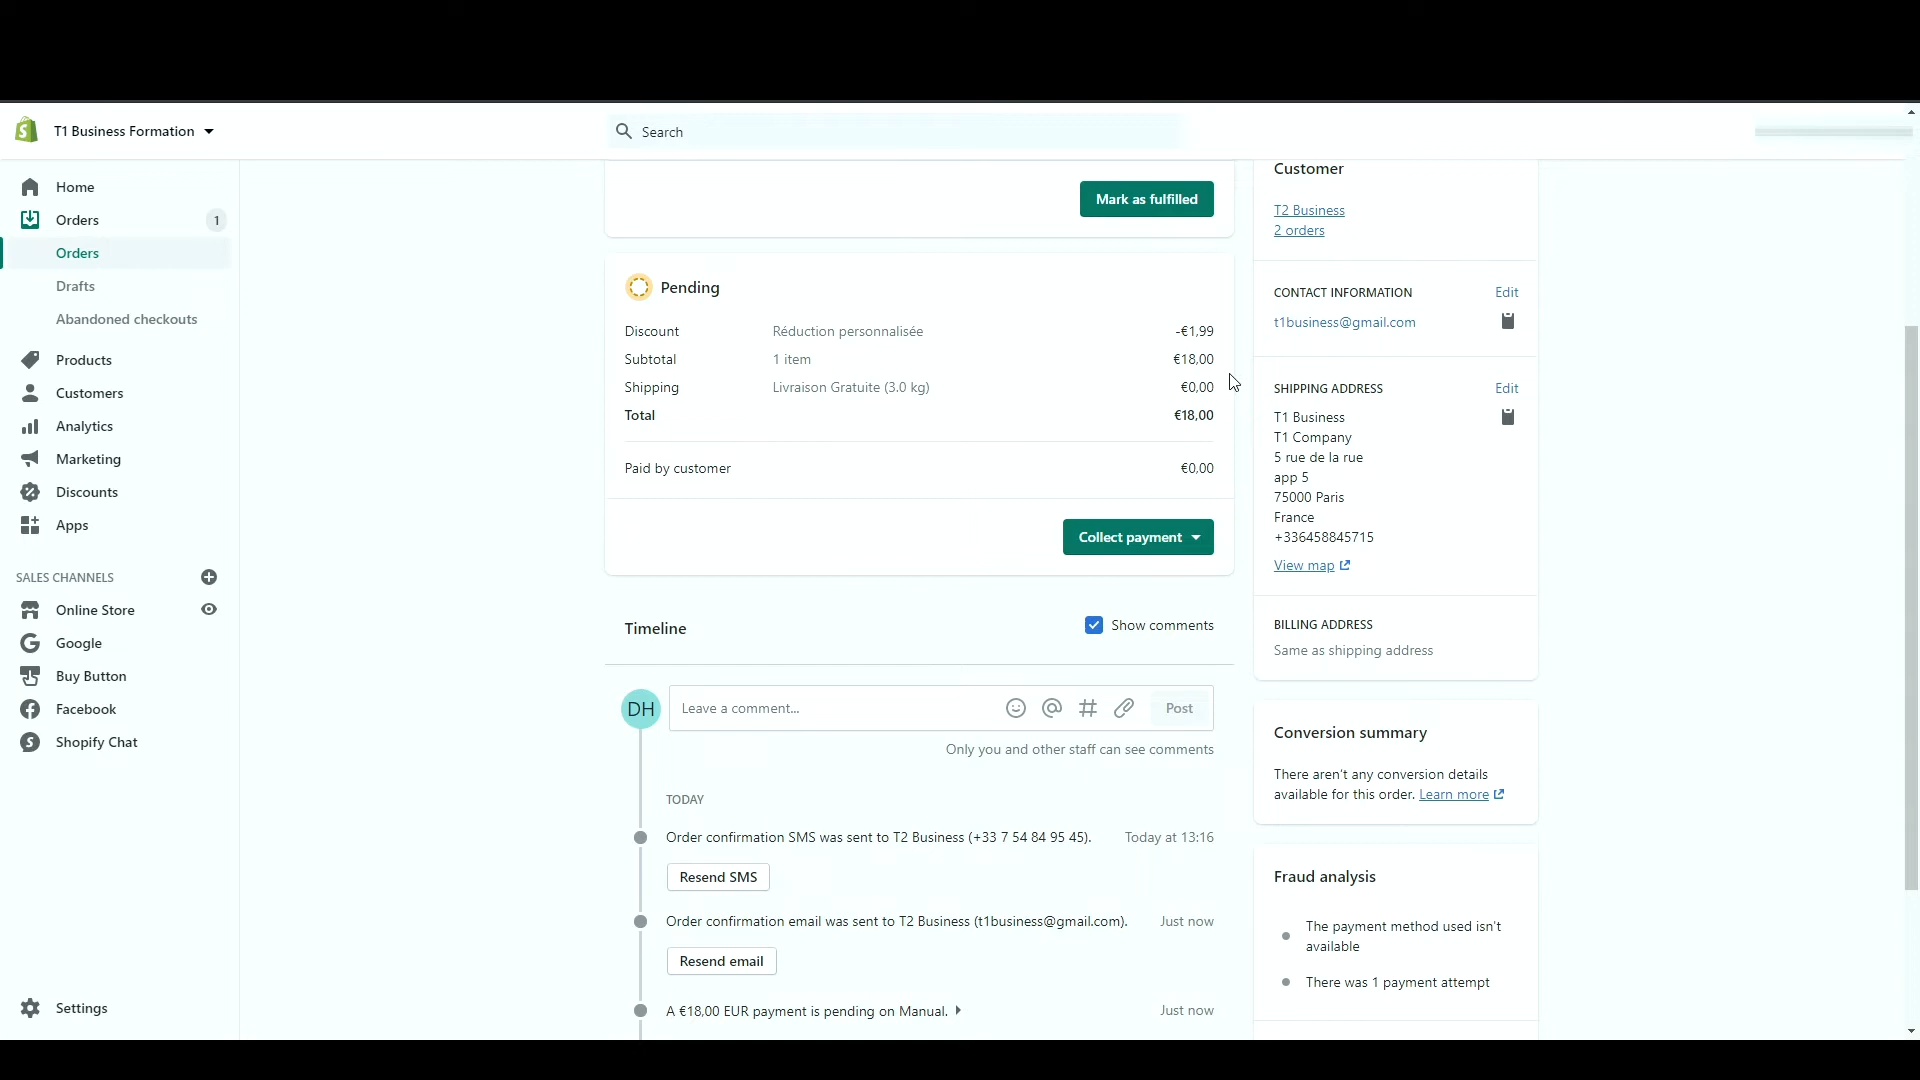 T1 Business Formation
Search
Home
Orders 1
Orders
Drafts
Abandoned checkouts
Products
Customers
Analytics
Marketing
Discounts
Apps
SALES CHANNELS
Online Store
Google
Buy Button
Facebook
Shopify Chat
Settings
Mark as fulfilled
Pending
Discount Réduction personnalisée -€1,99
Subtotal 1 item €18,00
Shipping Livraison Gratuite (3.0 kg) €0,00
Total €18,00
Paid by customer €0,00
Collect payment
Timeline
Show comments
DH
Leave a comment...
Post
Only you and other staff can see comments
TODAY
Order confirmation SMS was sent to T2 Business (+33 7 54 84 95 45). Today at 13:16
Resend SMS
Order confirmation email was sent to T2 Business (t1business@gmail.com). Just now
Resend email
A €18,00 EUR payment is pending on Manual. Just now
Customer
T2 Business
2 orders
CONTACT INFORMATION Edit
t1business@gmail.com
SHIPPING ADDRESS Edit
T1 Business
T1 Company
5 rue de la rue
app 5
75000 Paris
France
+336458845715
View map
BILLING ADDRESS
Same as shipping address
Conversion summary
There aren't any conversion details
available for this order. Learn more
Fraud analysis
The payment method used isn't
available
There was 1 payment attempt